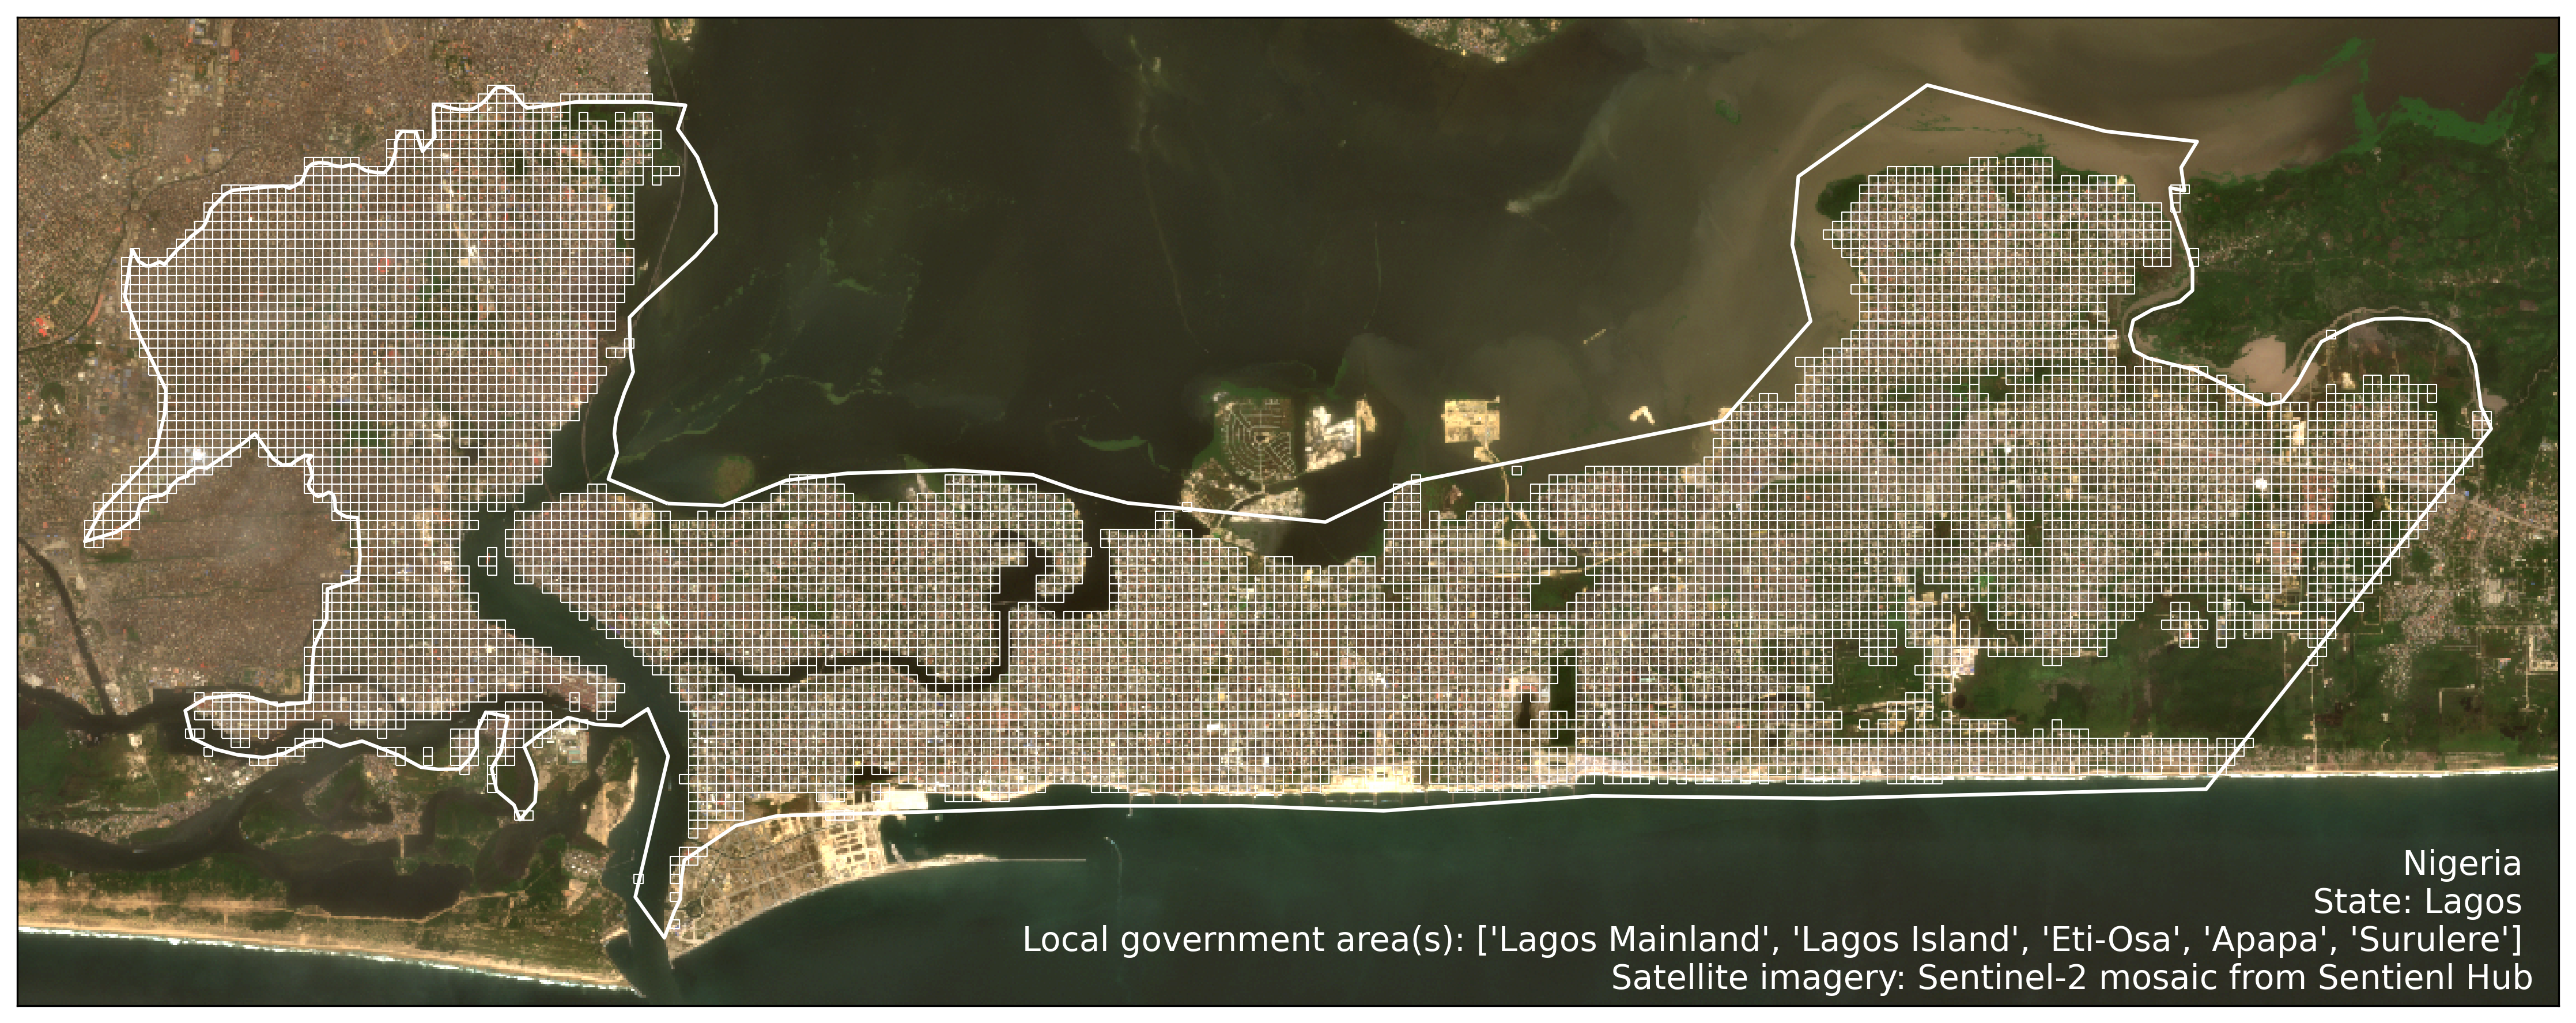 Nigeria
State: Lagos
Local government area(s): ['Lagos Mainland', 'Lagos Island', 'Eti-Osa', 'Apapa', 'Surulere']
Satellite imagery: Sentinel-2 mosaic from Sentienl Hub